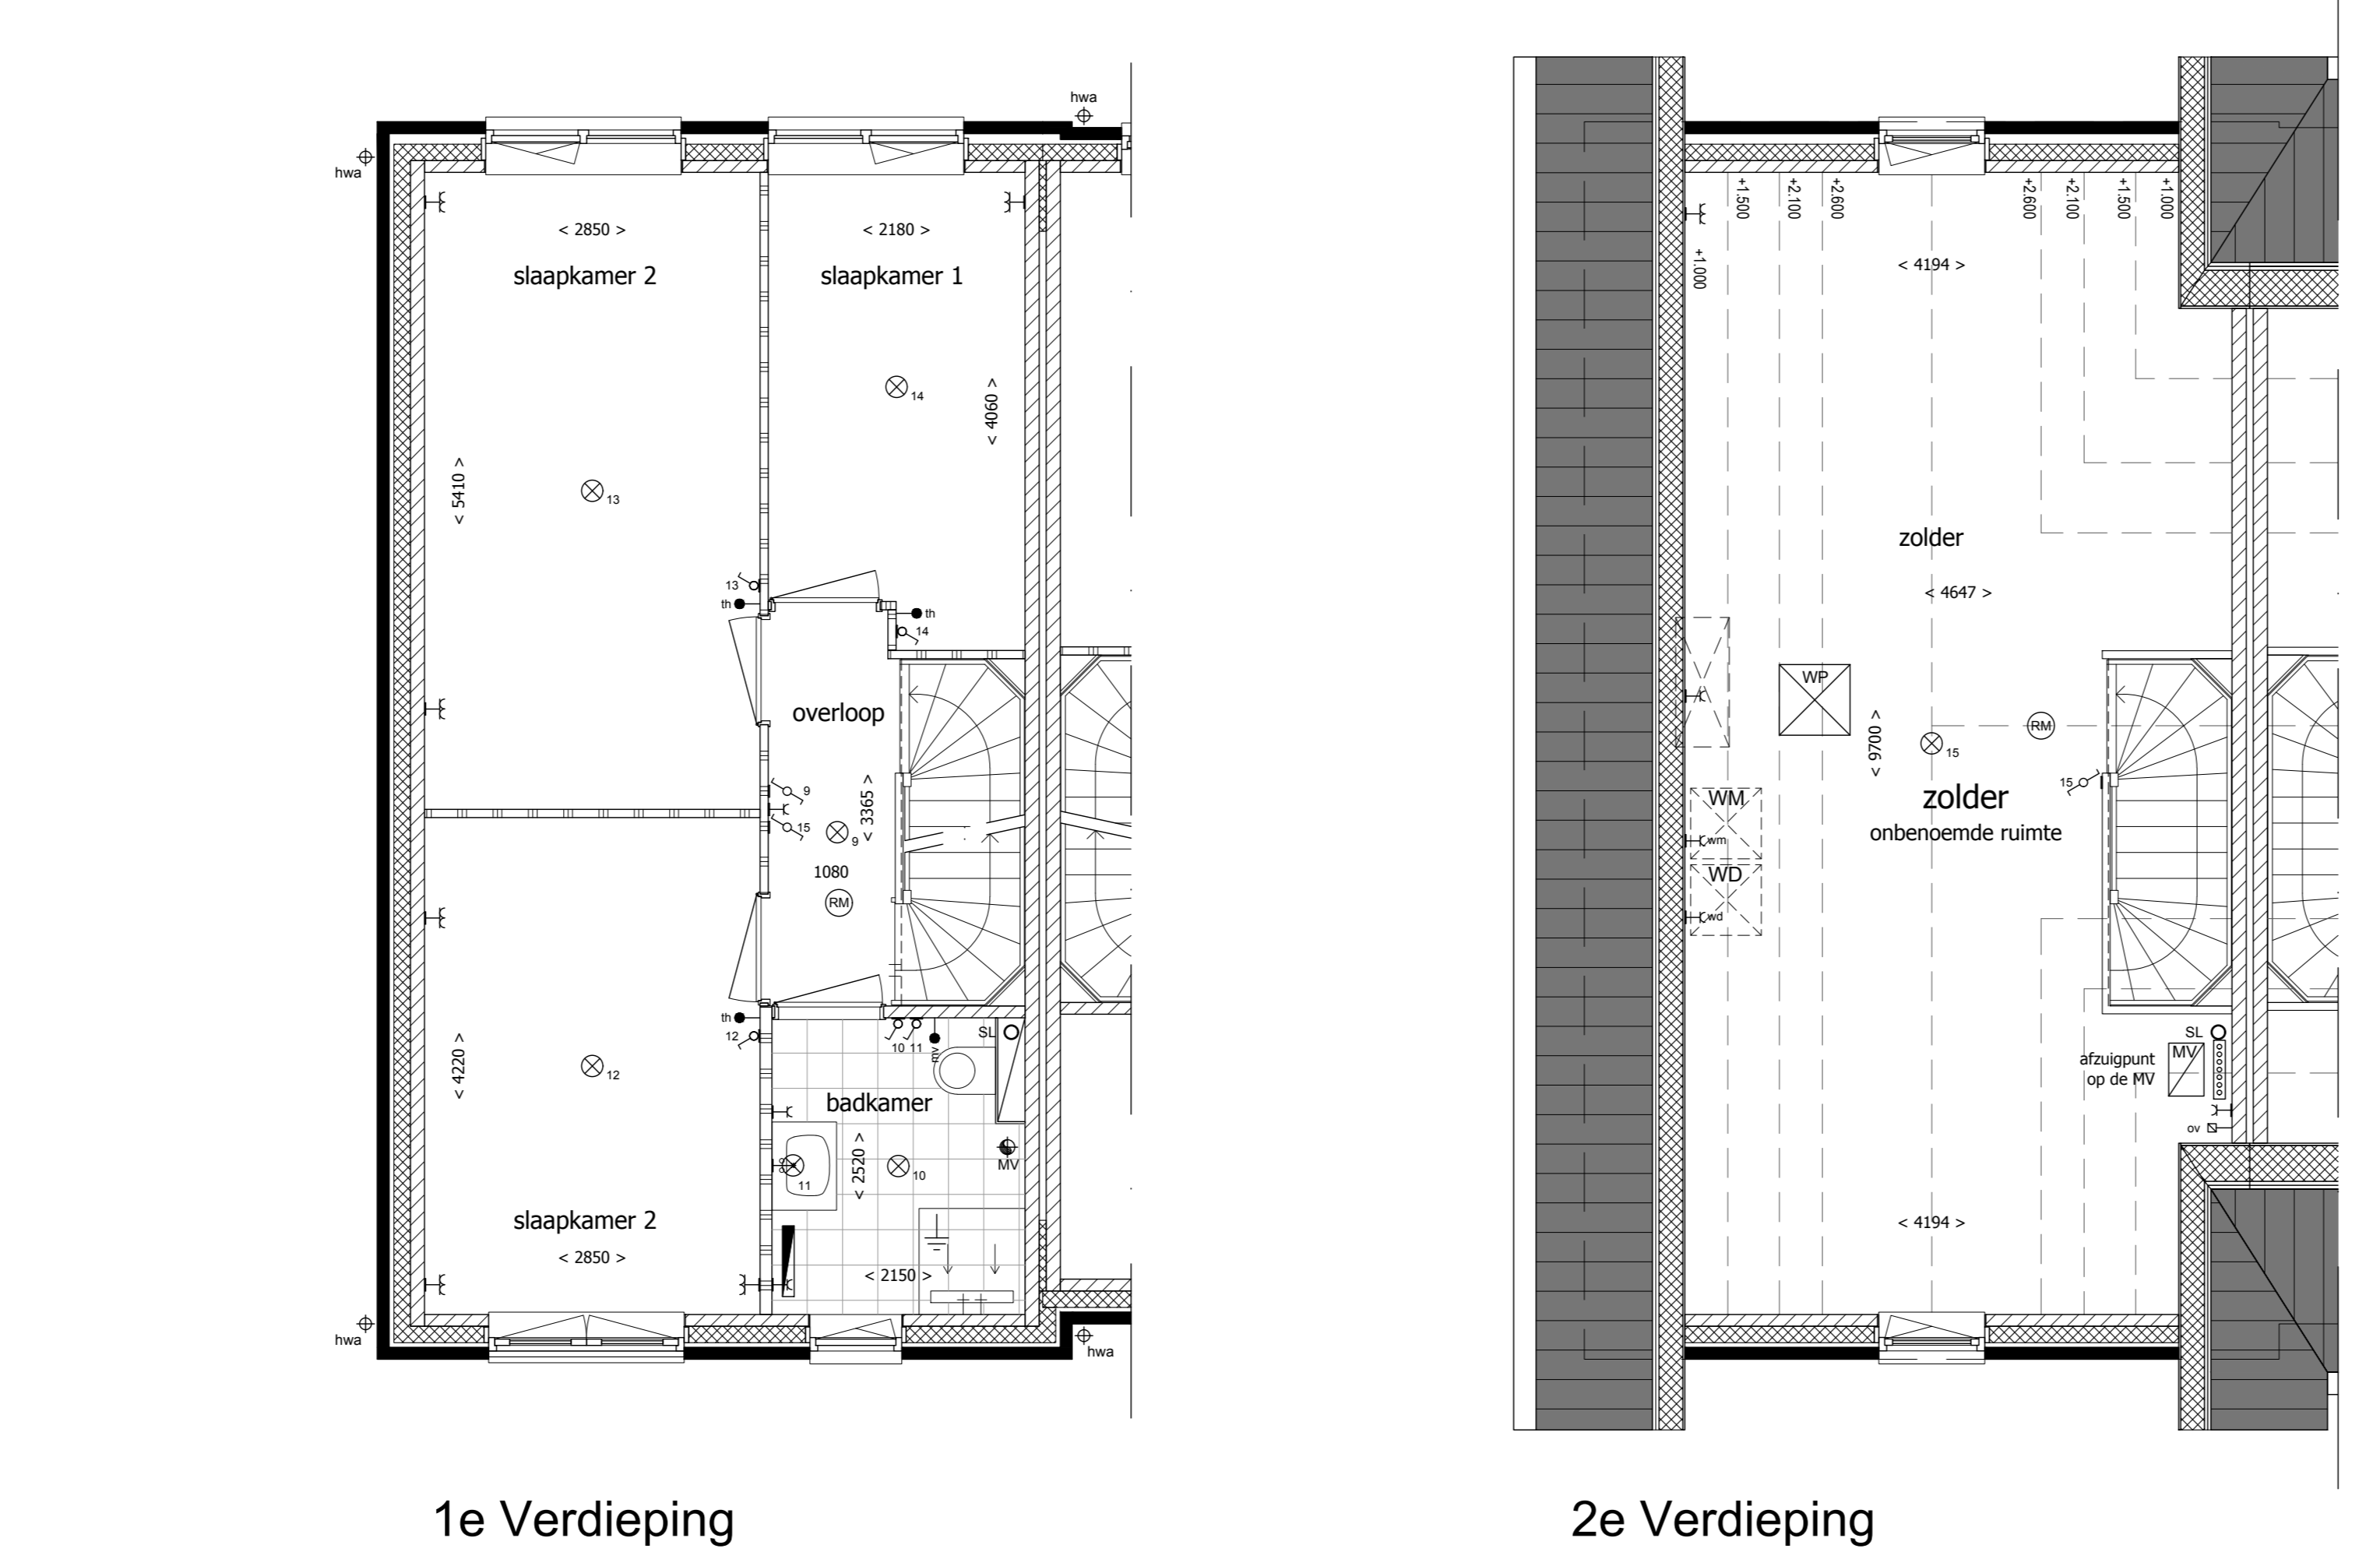 hwa
hwa
< 2850 >
< 2180 >
slaapkamer 2
slaapkamer 1
14
< 4060 >
< 5410 >
13
13
th
th
14
overloop
9
15
< 3365 >
9
1080
RM
th
12
10 11
mv
SL
12
< 4220 >
badkamer
MV
11
< 2520 >
10
slaapkamer 2
< 2850 >
< 2150 >
hwa
hwa
1e Verdieping
+1.500
+2.100
+2.600
+2.600
+2.100
+1.500
+1.000
+1.000
< 4194 >
zolder
< 4647 >
WP
< 9700 >
RM
15
15
WM
wm
zolder
onbenoemde ruimte
WD
wd
SL
MV
afzuigpunt
op de MV
ov
< 4194 >
2e Verdieping